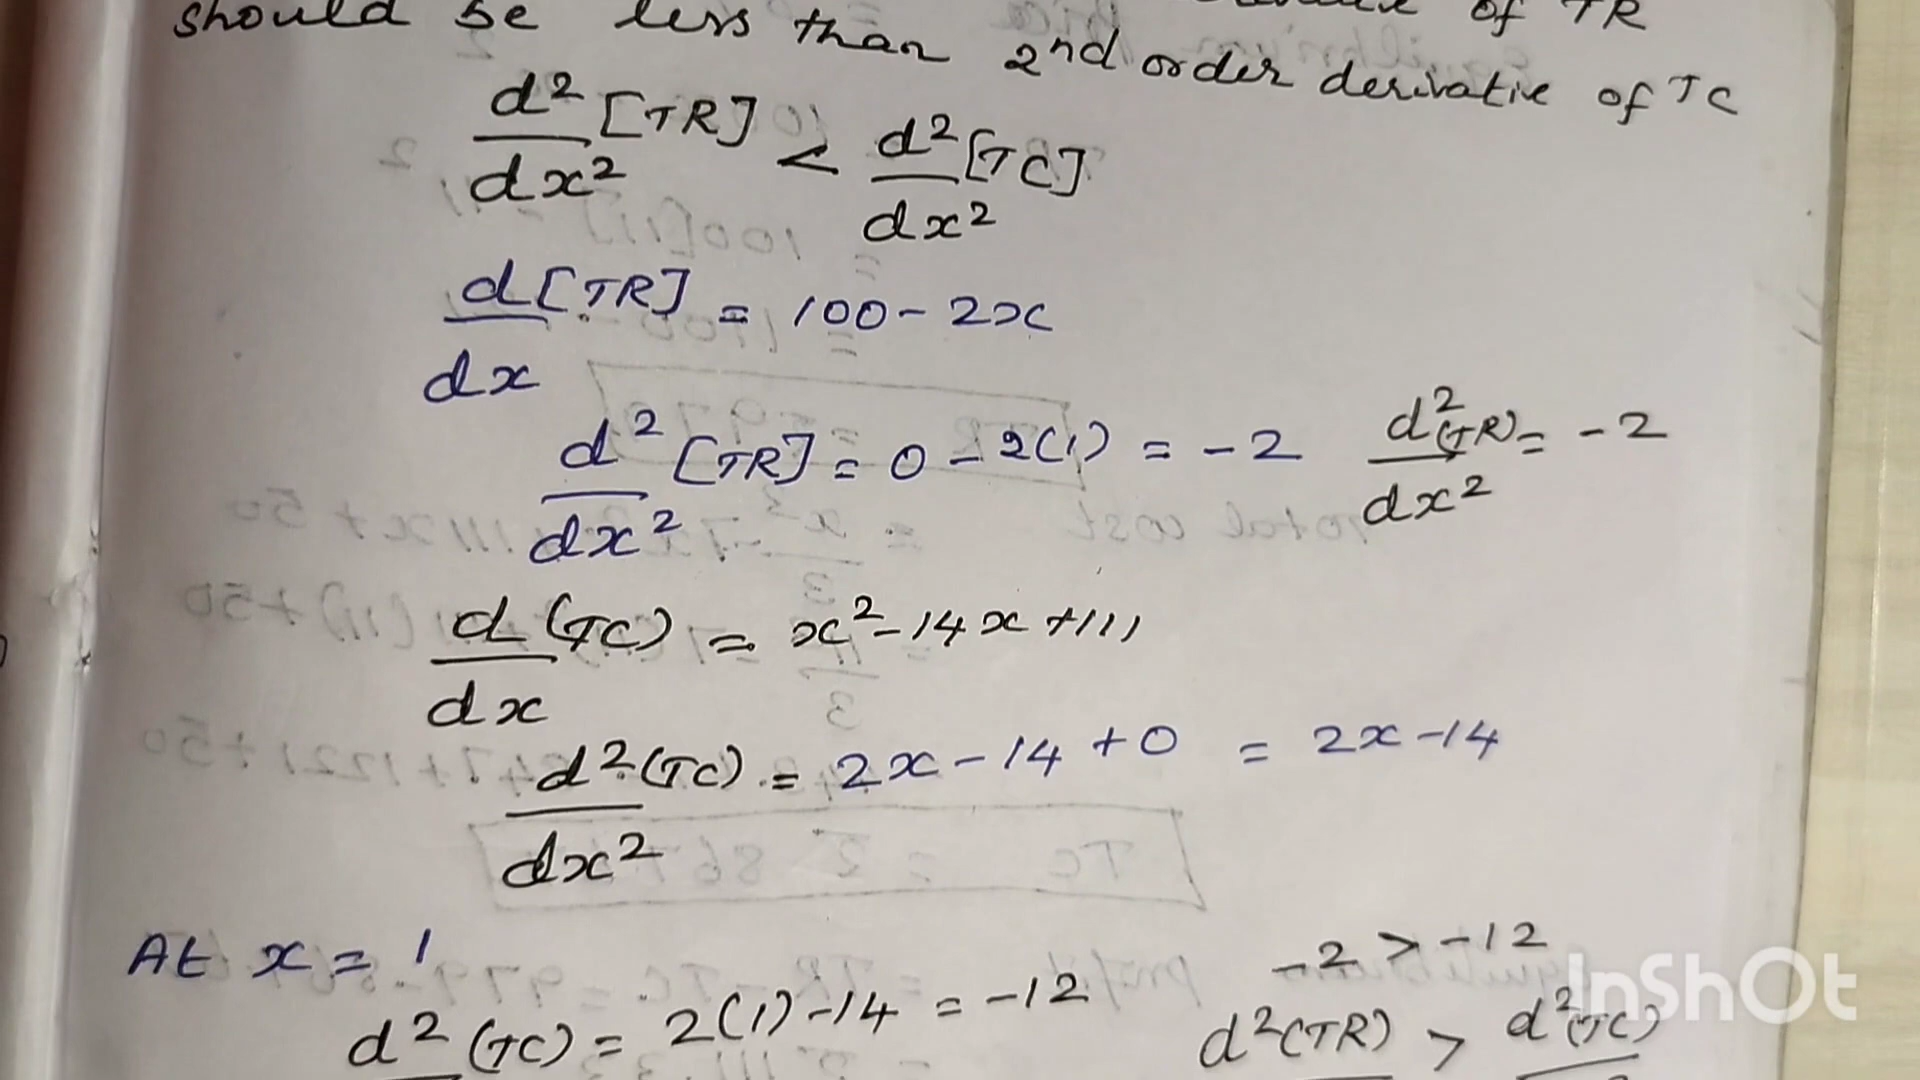 of TR
should be less than 2nd order derivatie of TC
d²/dx² [TR] < d²/dx² [TC]
d/dx [TR] = 100 - 2x
d²/dx² [TR] = 0 - 2(1) = -2 d²(TR)/dx² = -2
d/dx (TC) = x² - 14x + 111
d²/dx² (TC) = 2x - 14 + 0 = 2x - 14
At x = 1
-2 > -12
d² (TC) = 2(1) - 14 = -12
d²(TR) > d²(TC)
InShOt